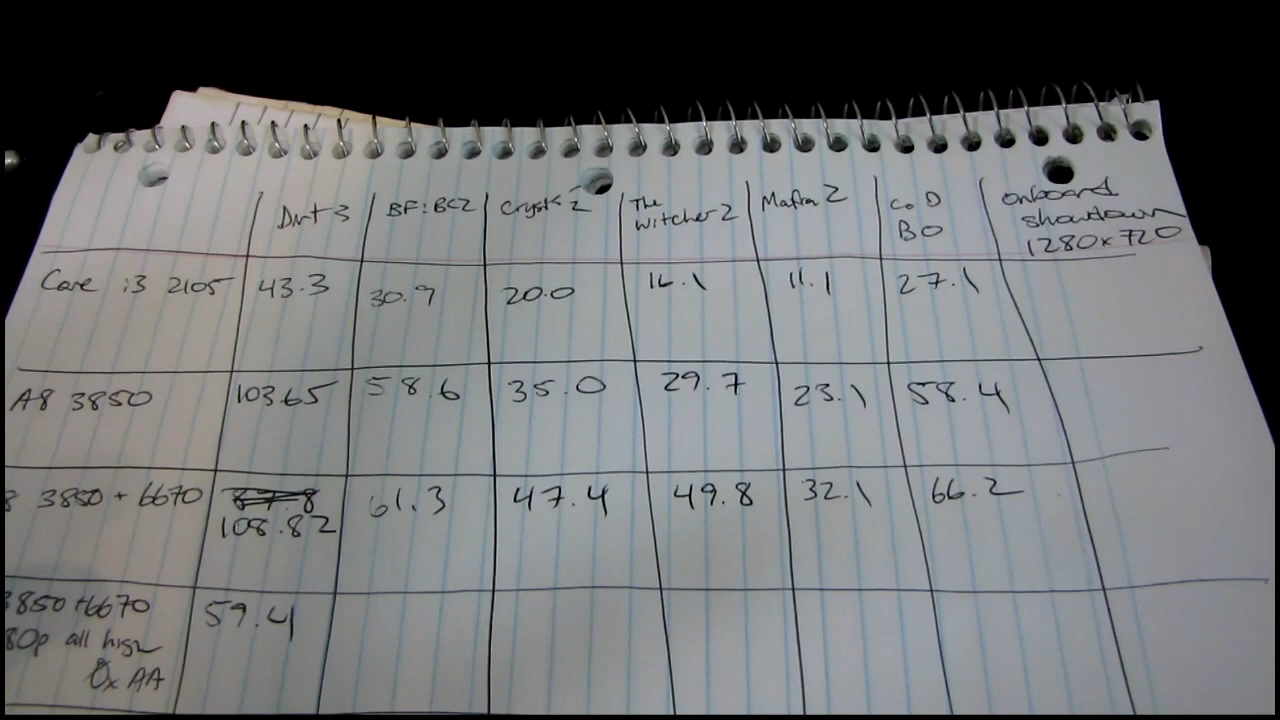 Dirt 3 BF:BC2 Crysis 2 The Witcher 2 Mafia 2 CoD BO onboard showdown 1280x720
Core i3 2105 43.3 30.9 20.0 14.1 11.1 27.1
A8 3850 103.65 58.6 35.0 29.7 23.1 58.4
8 3850 + 6670 108.82 61.3 47.4 49.8 32.1 66.2
3850 +6670 59.4
80p all high
0x AA